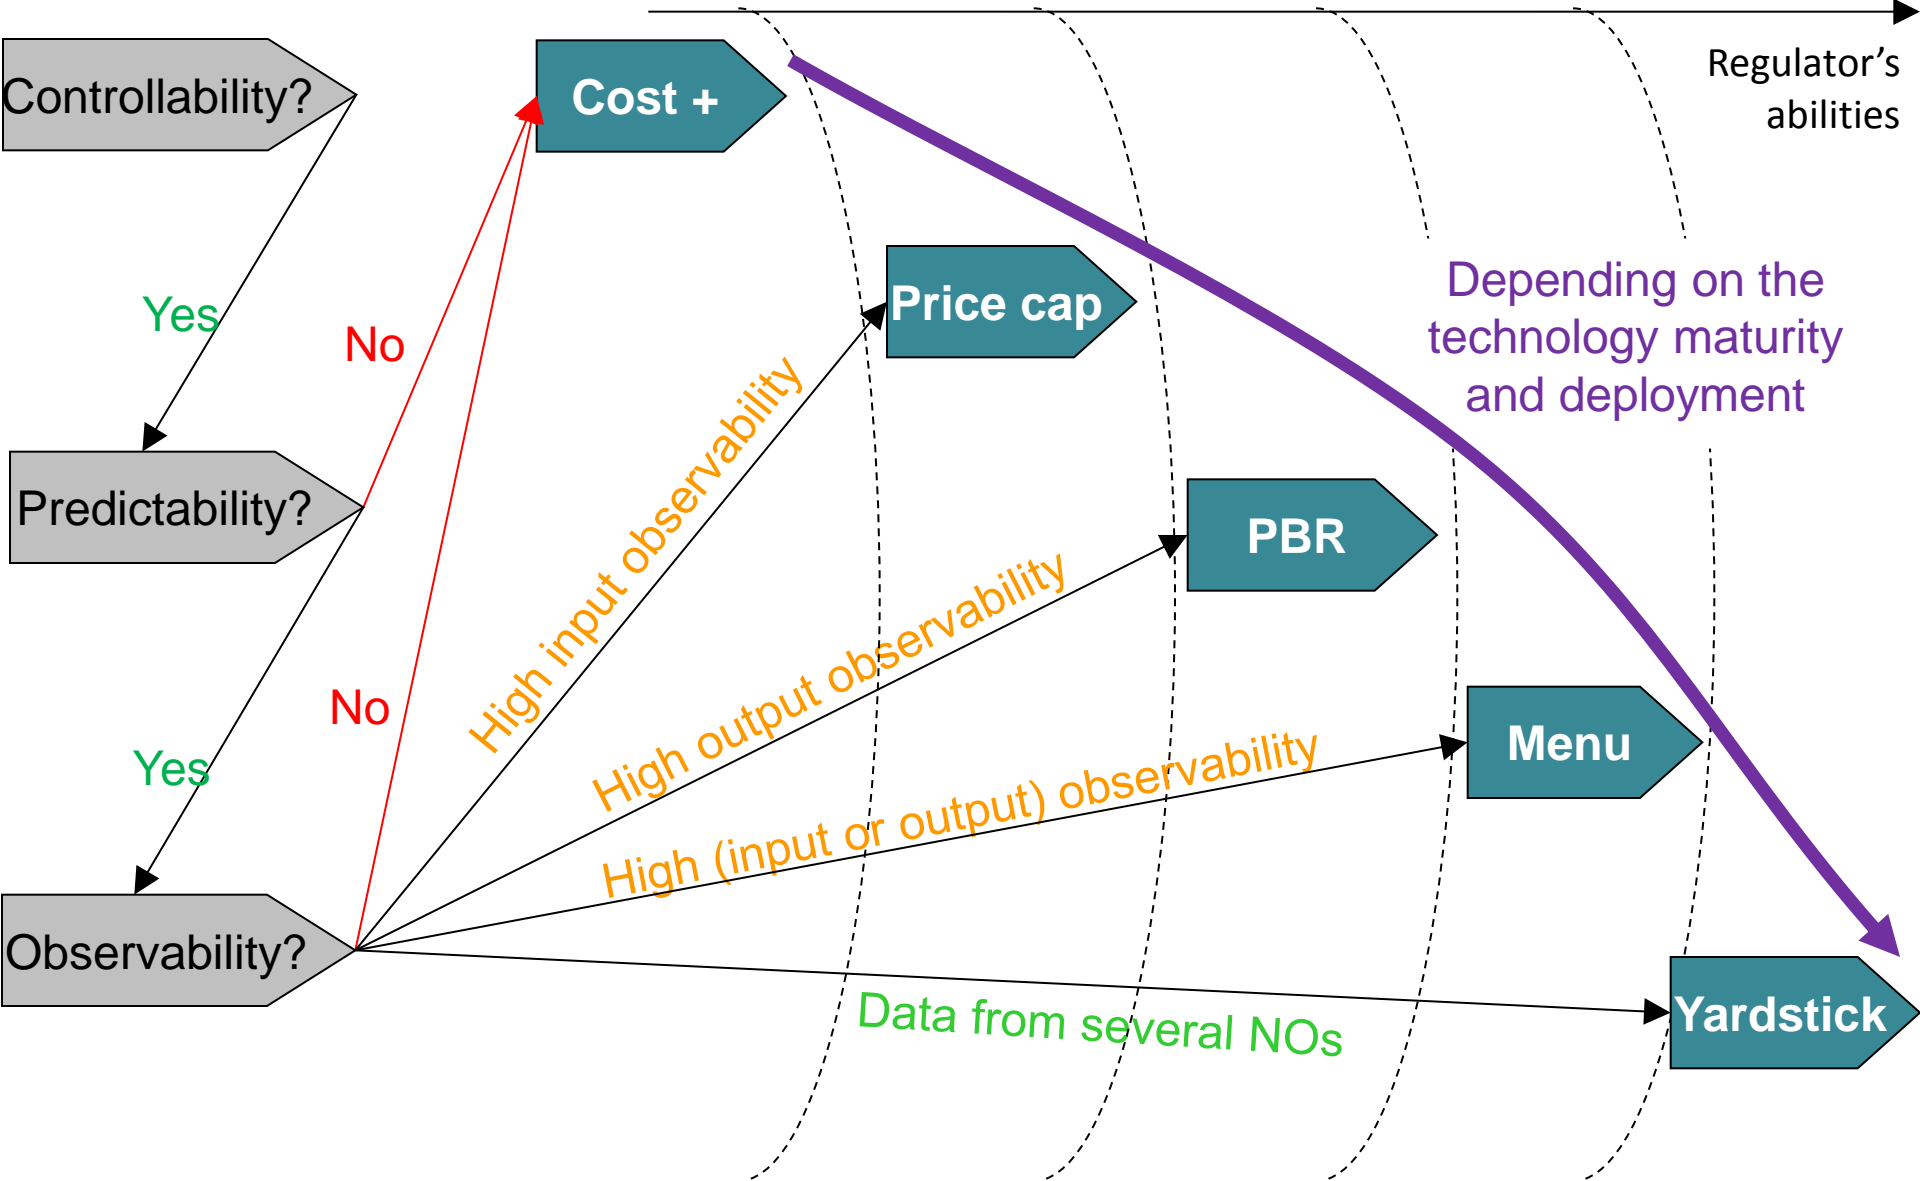 Controllability?
Cost +
Regulator's
abilities
Yes
No
Price cap
Depending on the
technology maturity
and deployment
High input observability
Predictability?
PBR
High output observability
No
Yes
Menu
High (input or output) observability
Observability?
Data from several NOs
Yardstick